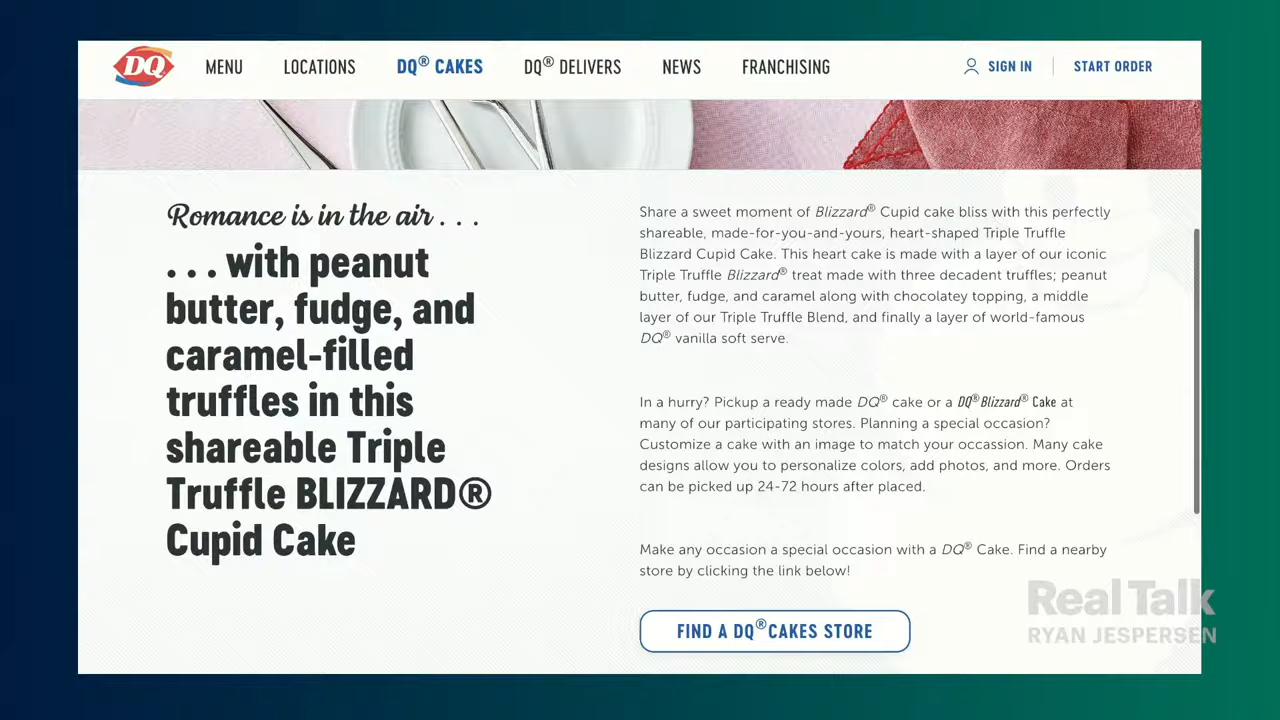 DQ MENU LOCATIONS DQ® CAKES DQ® DELIVERS NEWS FRANCHISING SIGN IN START ORDER
Romance is in the air . . .
. . . with peanut
butter, fudge, and
caramel-filled
truffles in this
shareable Triple
Truffle BLIZZARD®
Cupid Cake
Share a sweet moment of Blizzard® Cupid cake bliss with this perfectly
shareable, made-for-you-and-yours, heart-shaped Triple Truffle
Blizzard Cupid Cake. This heart cake is made with a layer of our iconic
Triple Truffle Blizzard® treat made with three decadent truffles; peanut
butter, fudge, and caramel along with chocolatey topping, a middle
layer of our Triple Truffle Blend, and finally a layer of world-famous
DQ® vanilla soft serve.
In a hurry? Pickup a ready made DQ® cake or a DQ® Blizzard® Cake at
many of our participating stores. Planning a special occasion?
Customize a cake with an image to match your occassion. Many cake
designs allow you to personalize colors, add photos, and more. Orders
can be picked up 24-72 hours after placed.
Make any occasion a special occasion with a DQ® Cake. Find a nearby
store by clicking the link below!
FIND A DQ® CAKES STORE
Real Talk
RYAN JESPERSEN